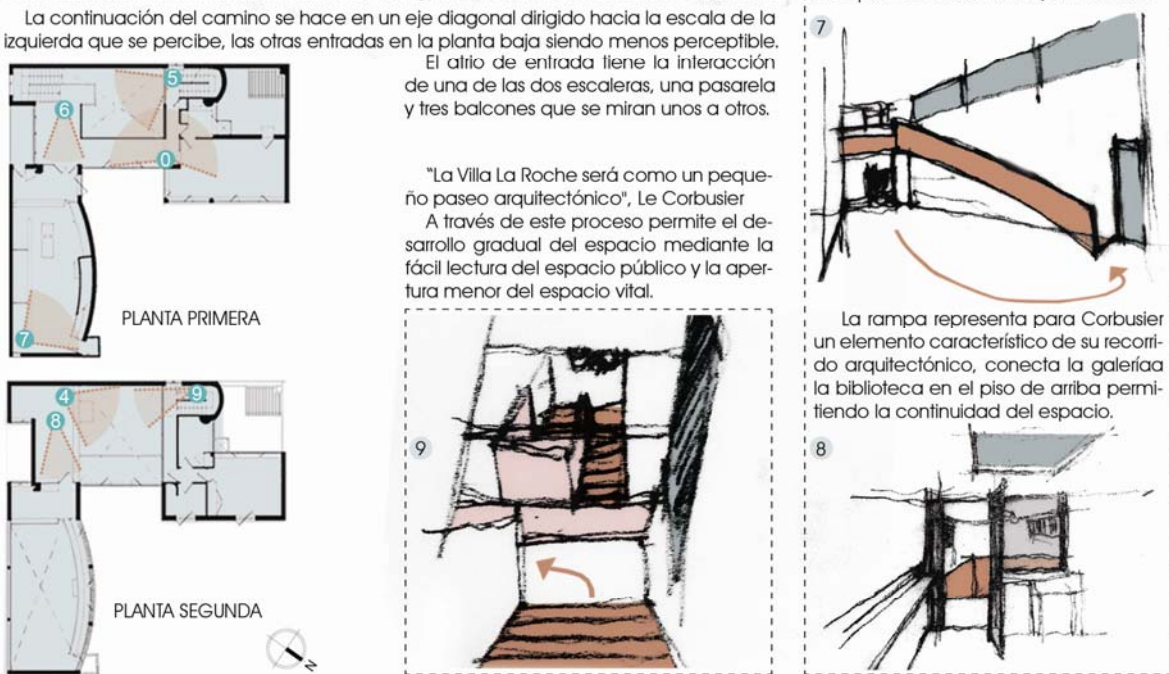 La continuación del camino se hace en un eje diagonal dirigido hacia la escala de la
izquierda que se percibe, las otras entradas en la planta baja siendo menos perceptible.
El atrio de entrada tiene la interacción
de una de las dos escaleras, una pasarela
y tres balcones que se miran unos a otros.
"La Villa La Roche será como un peque-
ño paseo arquitectónico", Le Corbusier
A través de este proceso permite el de-
sarrollo gradual del espacio mediante la
fácil lectura del espacio público y la aper-
tura menor del espacio vital.
5
6
0
7
PLANTA PRIMERA
4
9
8
PLANTA SEGUNDA
N
9
7
La rampa representa para Corbusier
un elemento característico de su recorri-
do arquitectónico, conecta la galeríaa
la biblioteca en el piso de arriba permi-
tiendo la continuidad del espacio.
8